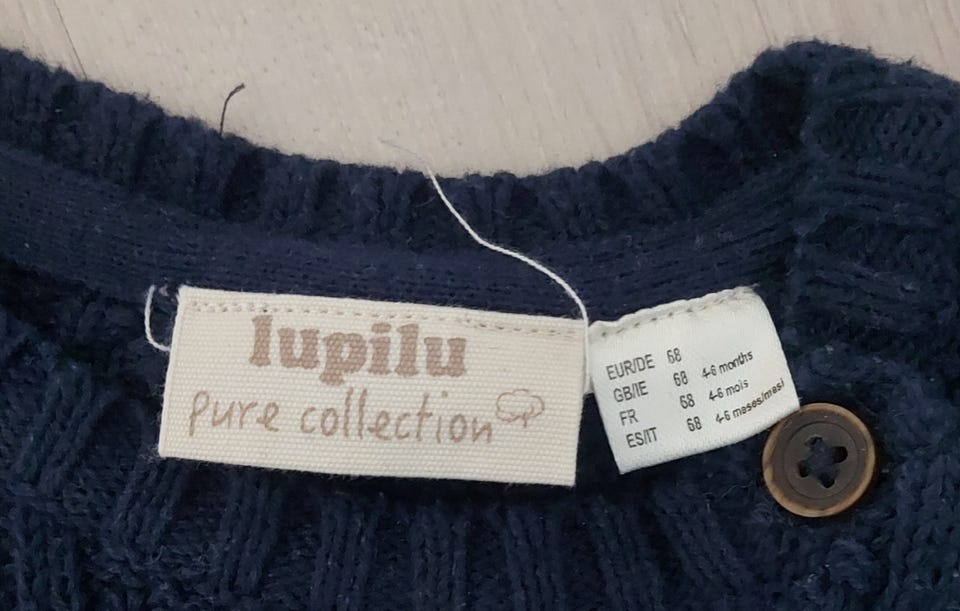 lupilu
pure collection
EUR/DE 68
GB/IE 68 4-6 months
FR 68 4-6 mois
ES/IT 68 4-6 meses/mesi